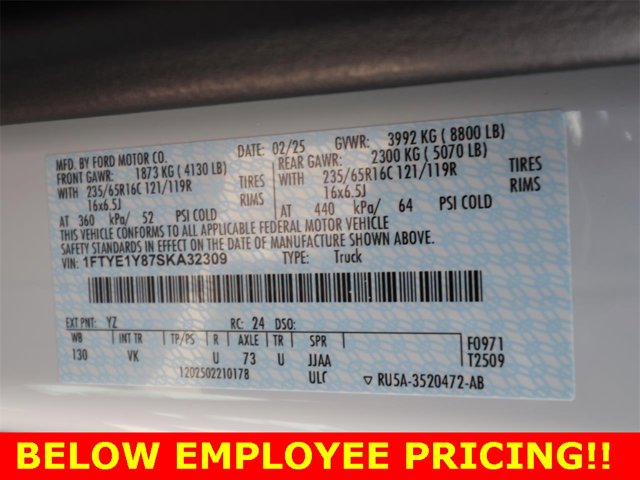 MFD. BY FORD MOTOR CO. DATE: 02/25 GVWR: 3992 KG ( 8800 LB)
FRONT GAWR: 1873 KG ( 4130 LB) REAR GAWR: 2300 KG ( 5070 LB)
WITH 235/65R16C 121/119R TIRES WITH 235/65R16C 121/119R TIRES
16x6.5J RIMS 16x6.5J RIMS
AT 360 kPa/ 52 PSI COLD AT 440 kPa/ 64 PSI COLD
THIS VEHICLE CONFORMS TO ALL APPLICABLE FEDERAL MOTOR VEHICLE
SAFETY STANDARDS IN EFFECT ON THE DATE OF MANUFACTURE SHOWN ABOVE.
VIN: 1FTYE1Y87SKA32309 TYPE: Truck
EXT PNT: YZ RC: 24 DSO:
WB INT TR TP/PS R AXLE TR SPR F0971
130 VK U 73 U JJAA T2509
1202502210178 ULC ▽ RU5A-3520472-AB
BELOW EMPLOYEE PRICING!!